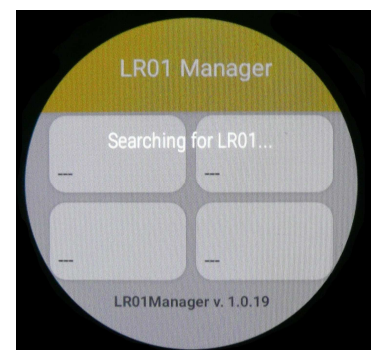 LR01 Manager
Searching for LR01...
--- ---
--- ---
LR01Manager v. 1.0.19